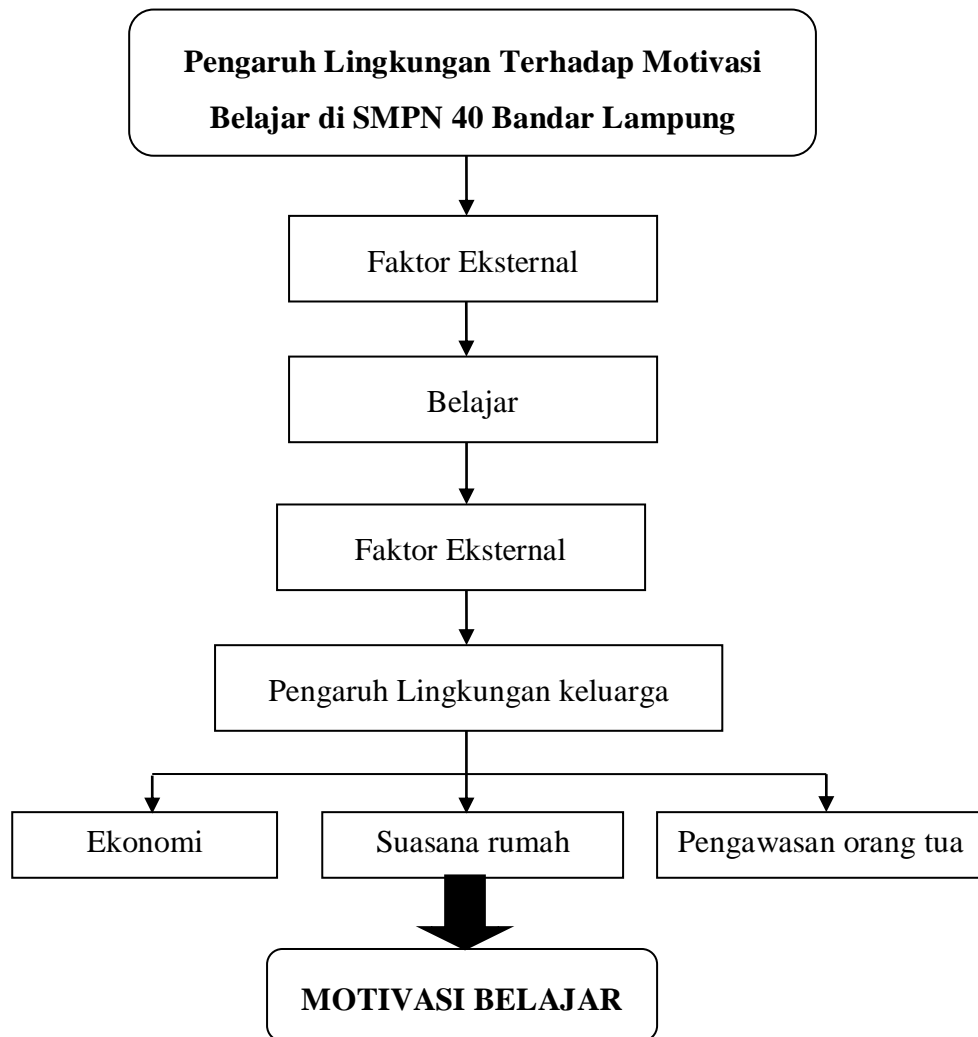 Pengaruh Lingkungan Terhadap Motivasi
Belajar di SMPN 40 Bandar Lampung
Faktor Eksternal
Belajar
Faktor Eksternal
Pengaruh Lingkungan keluarga
Ekonomi
Suasana rumah
Pengawasan orang tua
MOTIVASI BELAJAR